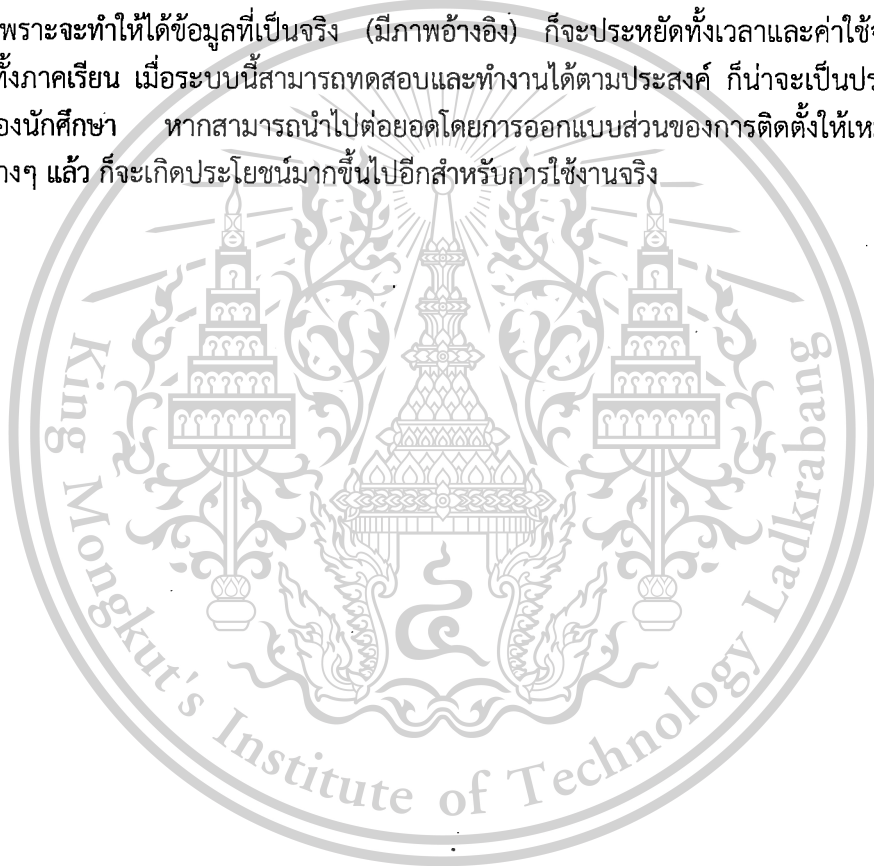 เพราะจะทำให้ได้ข้อมูลที่เป็นจริง (มีภาพอ้างอิง) ก็จะประหยัดทั้งเวลาและค่าใช้
ทั้งภาคเรียน เมื่อระบบนี้สามารถทดสอบและทำงานได้ตามประสงค์ ก็น่าจะเป็น
ของนักศึกษา หากสามารถนำไปต่อยอดโดยการออกแบบส่วนของการติดตั้งให้
างๆ แล้ว ก็จะเกิดประโยชน์มากขึ้นไปอีกสำหรับการใช้งานจริง
King Mongkut's Institute of Technology Ladkrabang